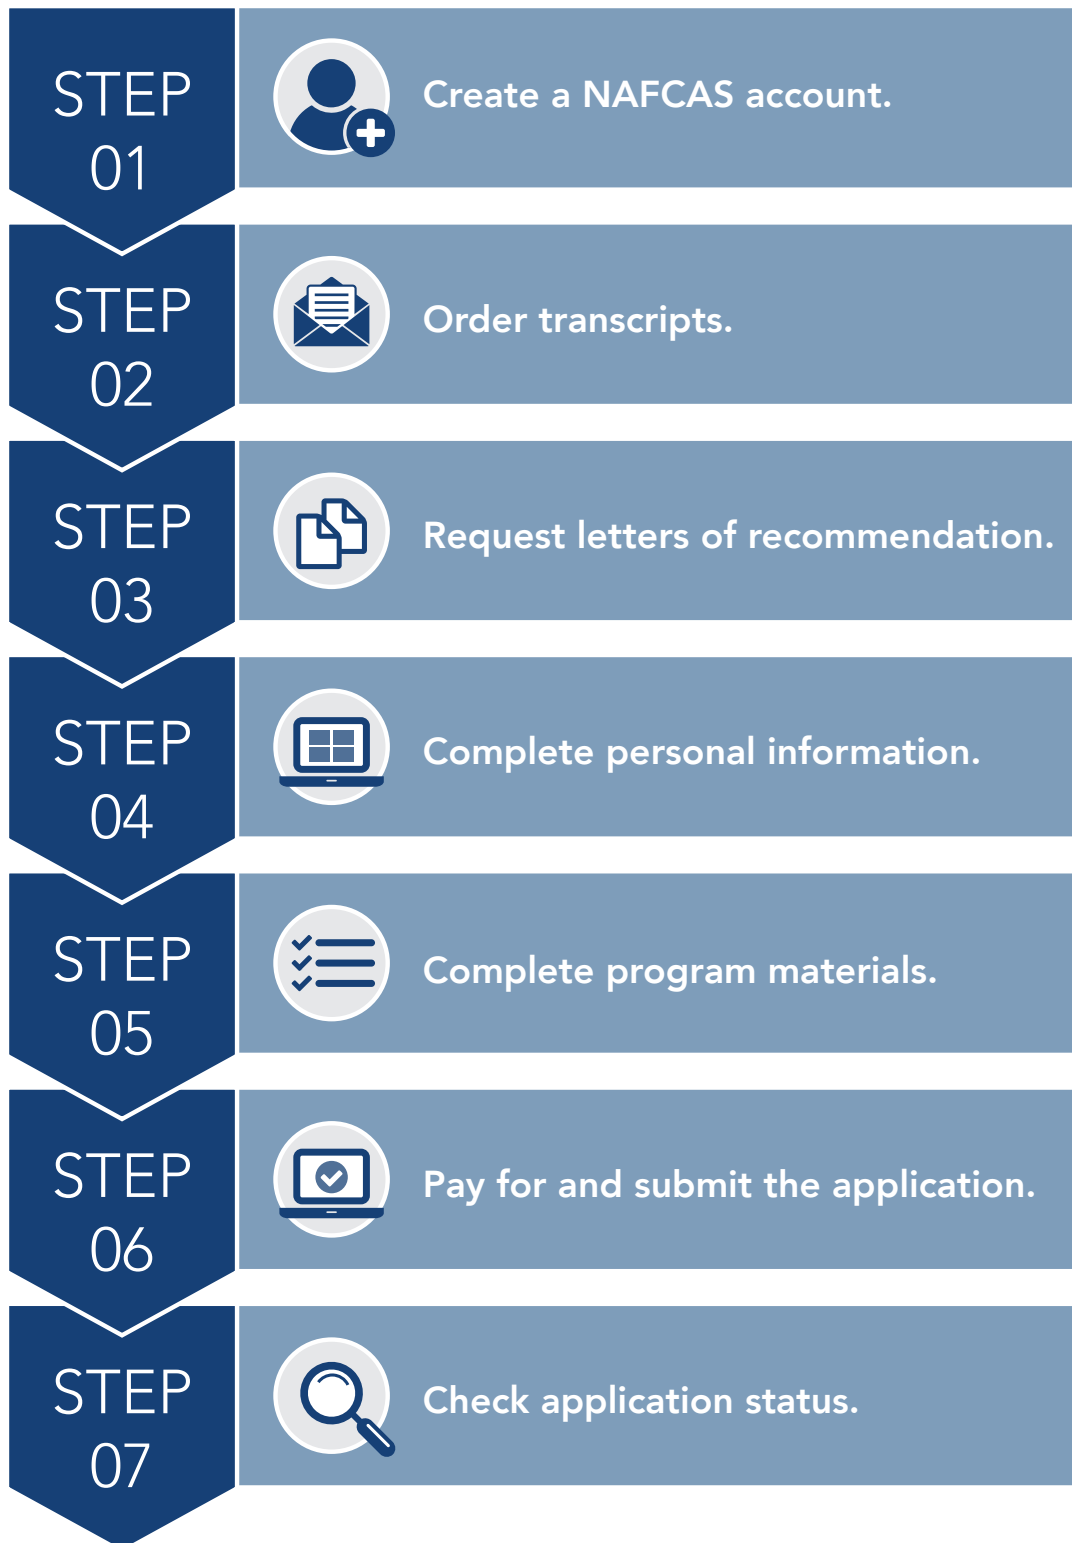 STEP
01
Create a NAFCAS account.
STEP
02
Order transcripts.
STEP
03
Request letters of recommendation.
STEP
04
Complete personal information.
STEP
05
Complete program materials.
STEP
06
Pay for and submit the application.
STEP
07
Check application status.